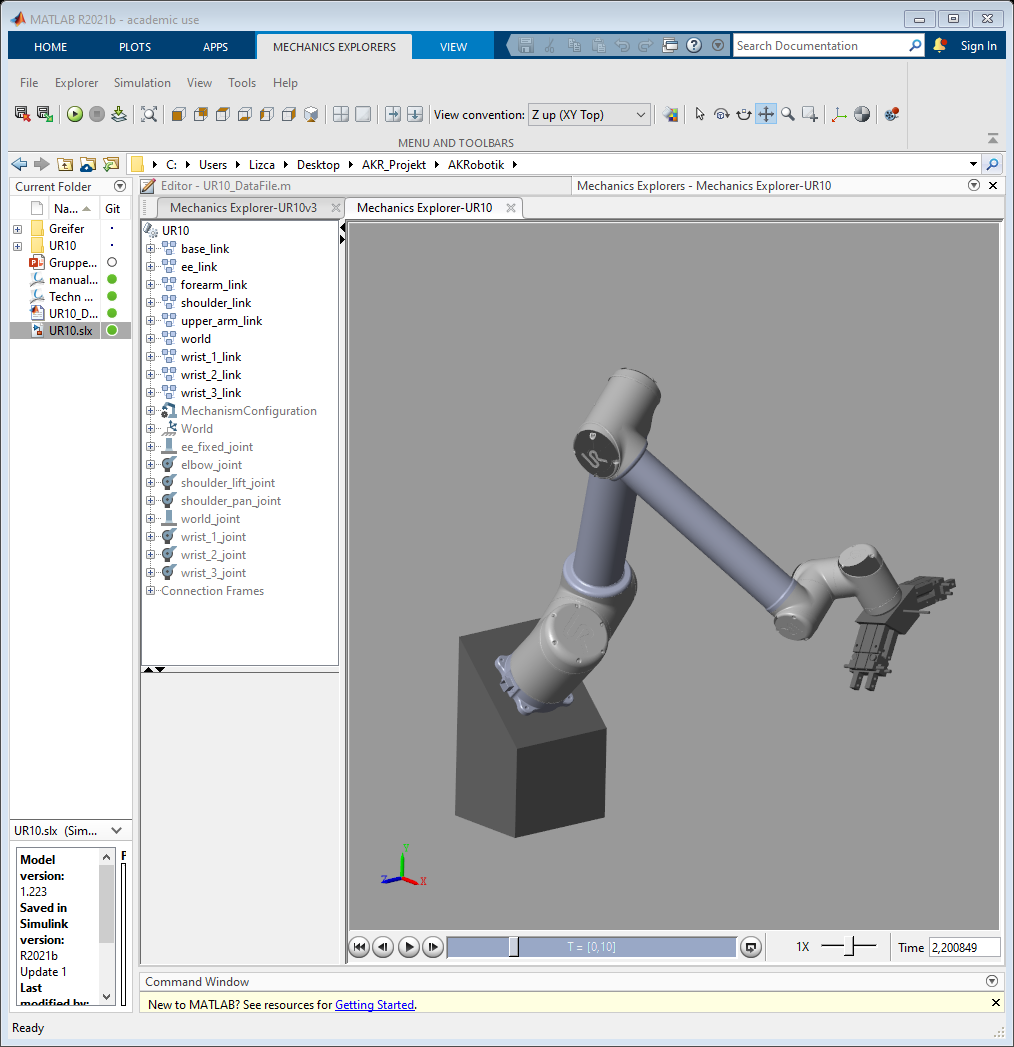 MATLAB R2021b - academic use
HOME PLOTS APPS MECHANICS EXPLORERS VIEW Search Documentation Sign In
File Explorer Simulation View Tools Help
View convention: Z up (XY Top)
MENU AND TOOLBARS
C: Users Lizca Desktop AKR_Projekt AKRobotik
Current Folder
Editor - UR10_DataFile.m
Mechanics Explorers - Mechanics Explorer-UR10
Na... Git
Greifer
UR10
Gruppe...
manual...
Techn ...
UR10_D...
UR10.slx
Mechanics Explorer-UR10v3
Mechanics Explorer-UR10
UR10
base_link
ee_link
forearm_link
shoulder_link
upper_arm_link
world
wrist_1_link
wrist_2_link
wrist_3_link
MechanismConfiguration
World
ee_fixed_joint
elbow_joint
shoulder_lift_joint
shoulder_pan_joint
world_joint
wrist_1_joint
wrist_2_joint
wrist_3_joint
Connection Frames
UR
UR
Y
Z
X
UR10.slx (Sim...
Model
version:
1.223
Saved in
Simulink
version:
R2021b
Update 1
Last
modified by:
F
T = [0,10]
1X
Time 2,200849
Command Window
New to MATLAB? See resources for Getting Started.
Ready